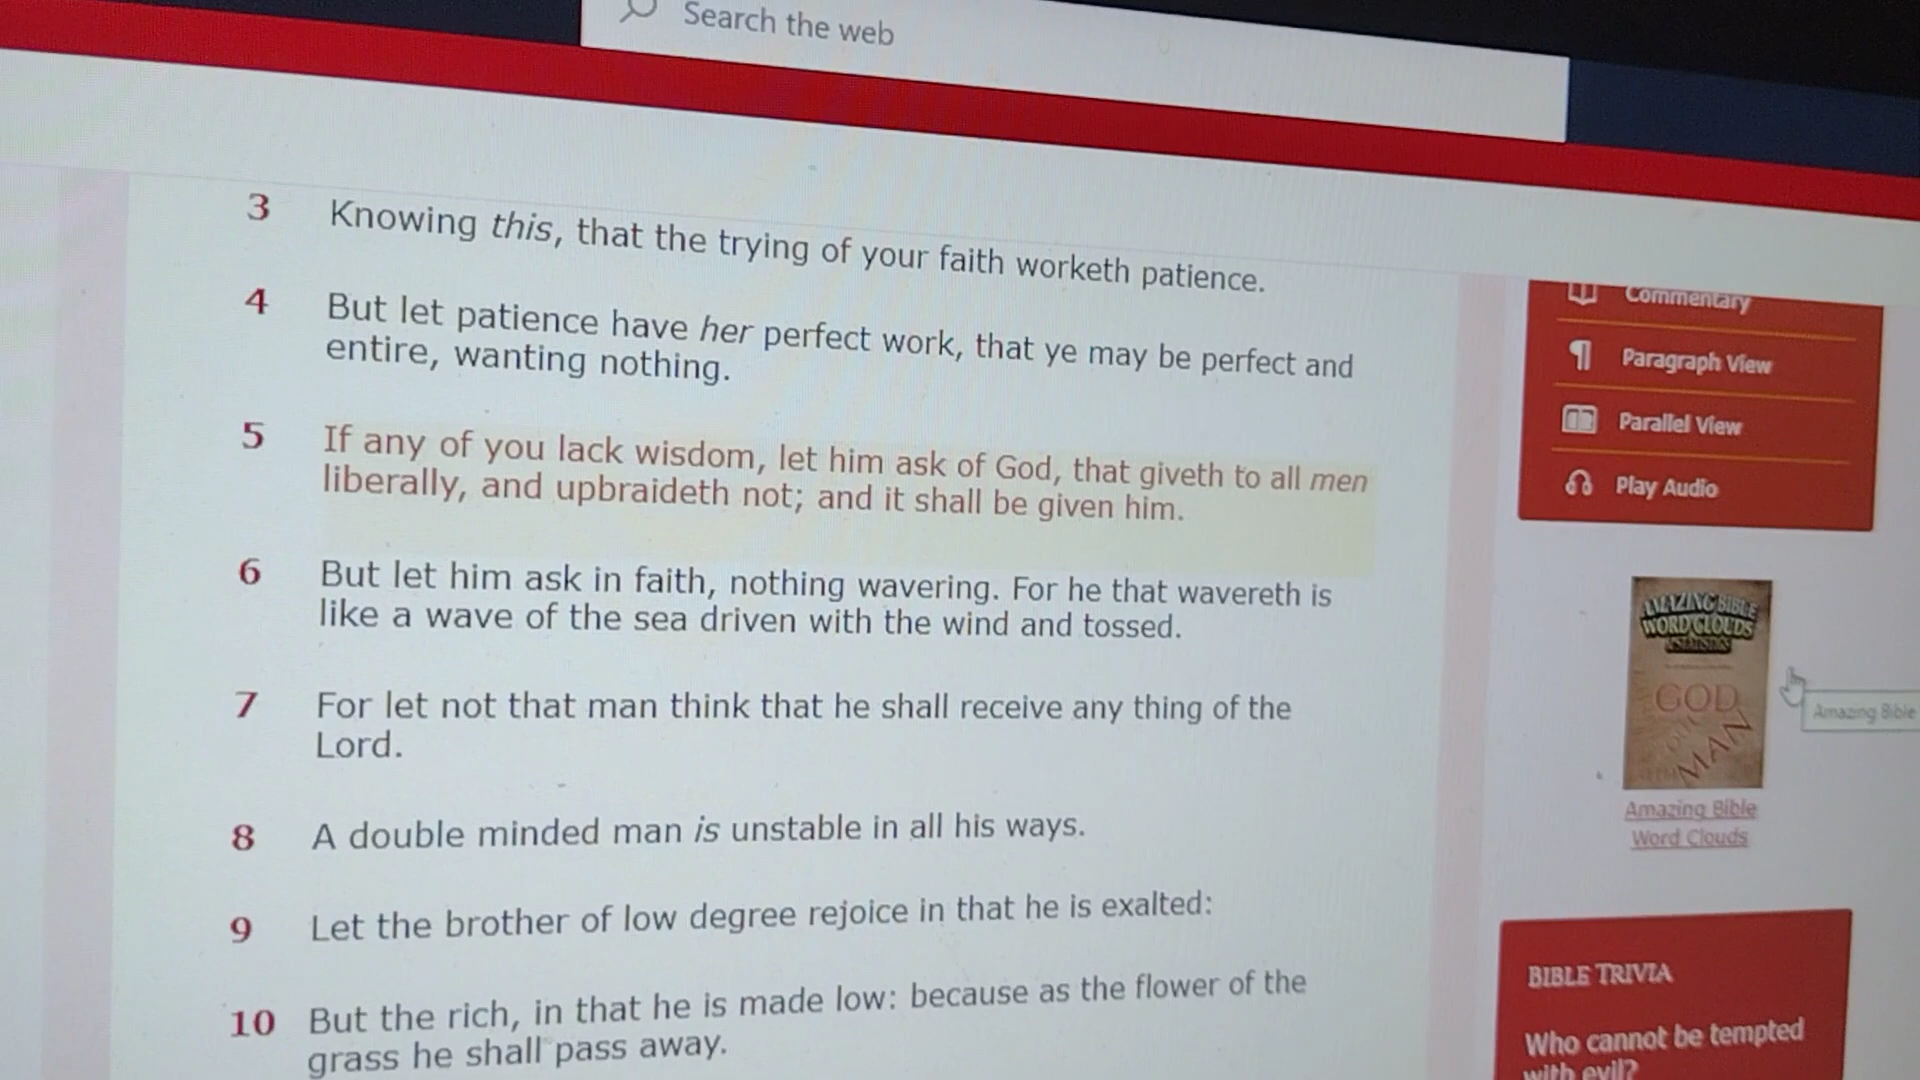 Search the web
3 Knowing this, that the trying of your faith worketh patience.
4 But let patience have her perfect work, that ye may be perfect and
entire, wanting nothing.
5 If any of you lack wisdom, let him ask of God, that giveth to all men
liberally, and upbraideth not; and it shall be given him.
6 But let him ask in faith, nothing wavering. For he that wavereth is
like a wave of the sea driven with the wind and tossed.
7 For let not that man think that he shall receive any thing of the
Lord.
8 A double minded man is unstable in all his ways.
9 Let the brother of low degree rejoice in that he is exalted:
10 But the rich, in that he is made low: because as the flower of the
grass he shall pass away.
Commentary
Paragraph View
Parallel View
Play Audio
AMAZING BIBLE
WORD CLOUDS
GOD
MAN
Amazing Bible
Amazing Bible
Word Clouds
BIBLE TRIVIA
Who cannot be tempted
with evil?